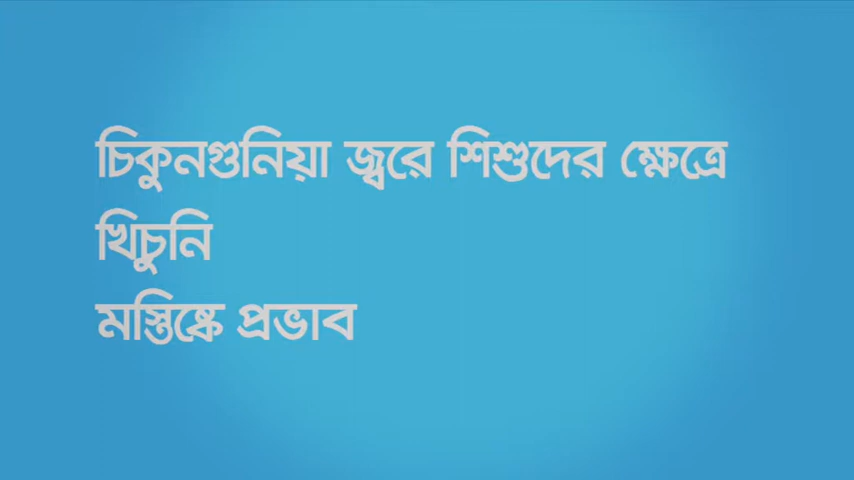 চিকুনগুনিয়া জ্বরে শিশুদের ক্ষেত্রে
খিচুনি
মস্তিষ্কে প্রভাব